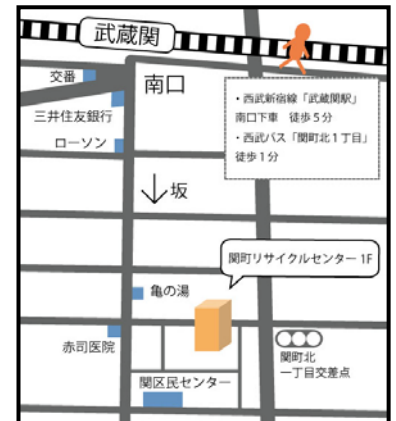 武蔵関
交番
南口
三井住友銀行
ローソン
・西武新宿線「武蔵関駅」
南口下車　徒歩5分
・西武バス「関町北1丁目」
徒歩1分
坂
関町リサイクルセンター 1F
亀の湯
赤司医院
関町北
一丁目交差点
関区民センター